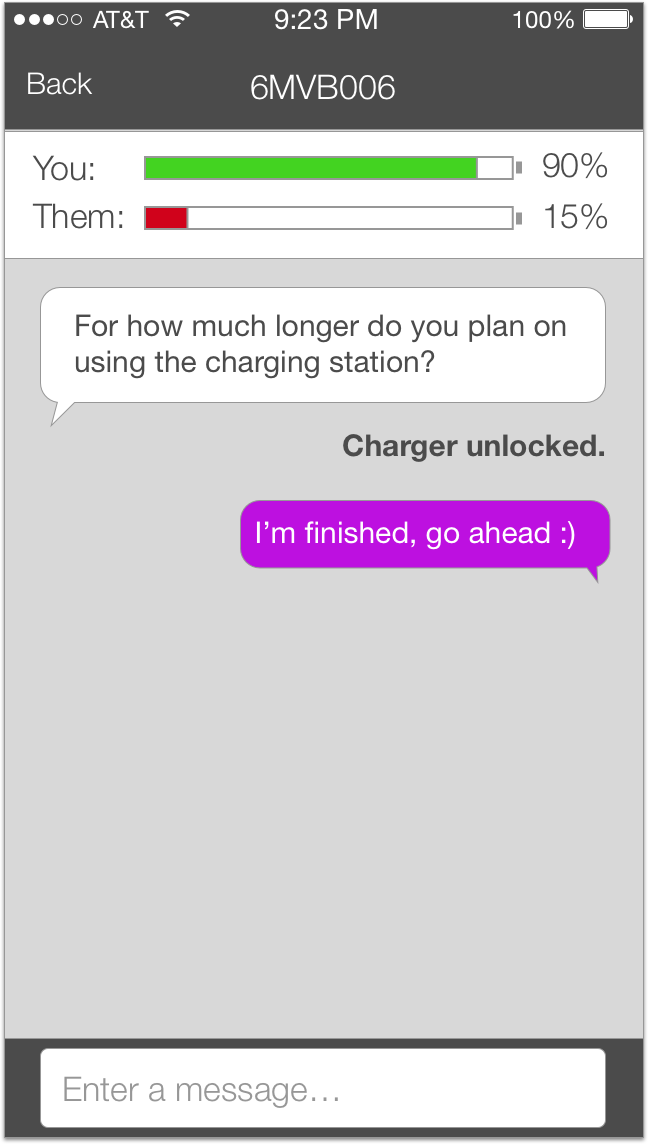 AT&T 9:23 PM 100%
Back 6MVB006
You: 90%
Them: 15%
For how much longer do you plan on
using the charging station?
Charger unlocked.
I’m finished, go ahead :)
Enter a message...